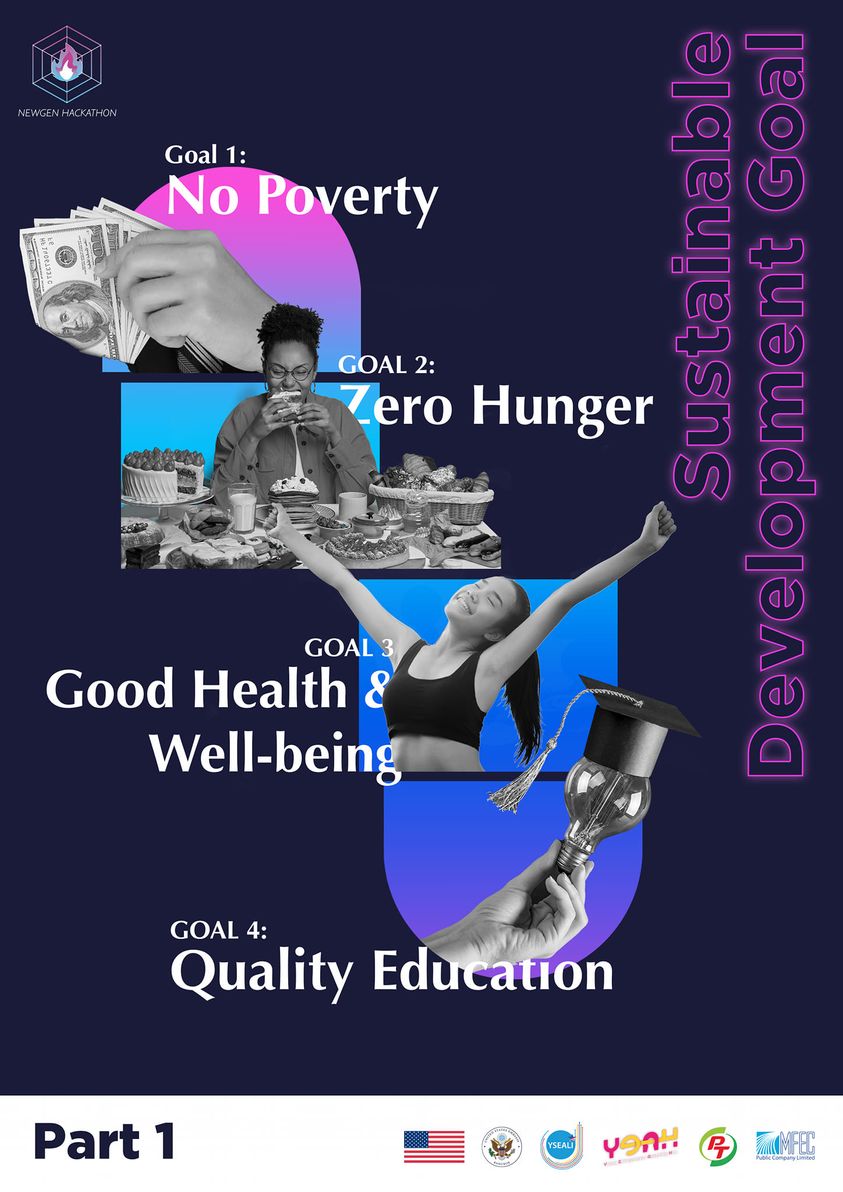 NEWGEN HACKATHON
Sustainable
Development Goal
Goal 1:
No Poverty
GOAL 2:
Zero Hunger
GOAL 3
Good Health &
Well-being
GOAL 4:
Quality Education
Part 1
YSEALI
PT
MFEC
Public Company Limited